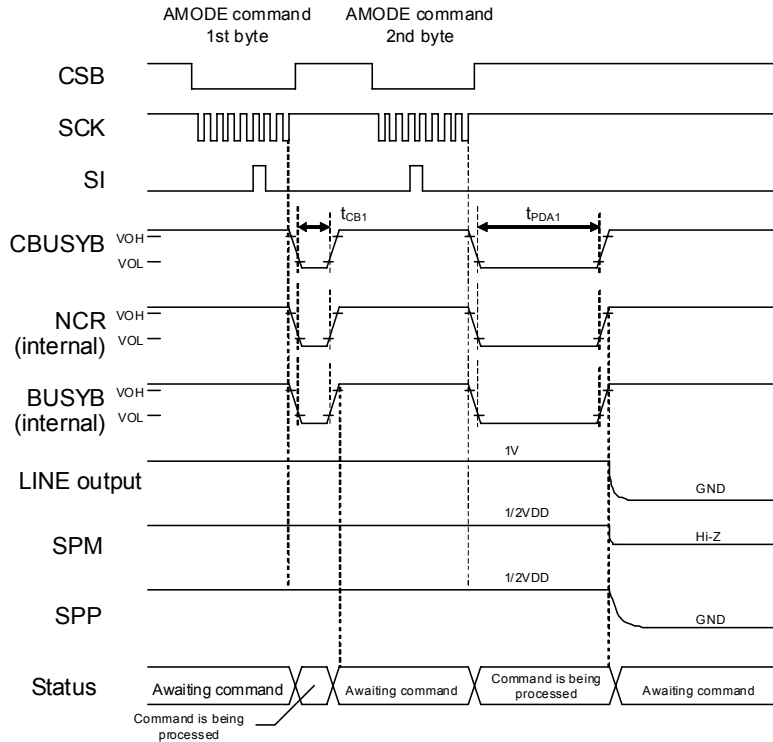 AMODE command
1st byte
AMODE command
2nd byte
CSB
SCK
SI
tCB1
tPDA1
CBUSYB
VOH
VOL
NCR
(internal)
VOH
VOL
BUSYB
(internal)
VOH
VOL
LINE output
1V
GND
SPM
1/2VDD
Hi-Z
SPP
1/2VDD
GND
Status
Awaiting command
Command is being
processed
Awaiting command
Command is being
processed
Awaiting command